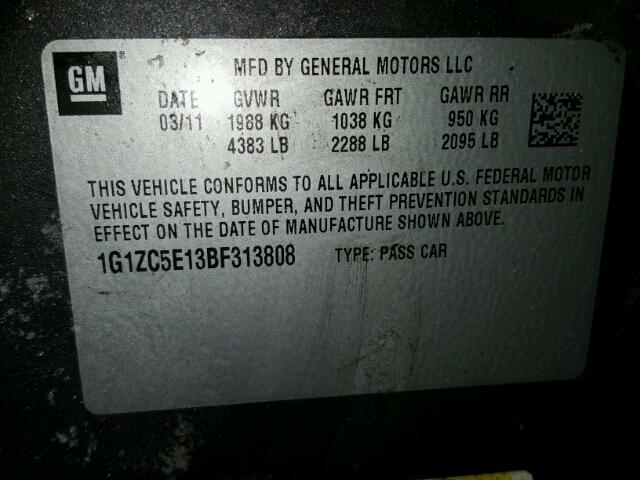 GM
®
MFD BY GENERAL MOTORS LLC
DATE GVWR GAWR FRT GAWR RR
03/11 1988 KG 1038 KG 950 KG
4383 LB 2288 LB 2095 LB
THIS VEHICLE CONFORMS TO ALL APPLICABLE U.S. FEDERAL MOTOR
VEHICLE SAFETY, BUMPER, AND THEFT PREVENTION STANDARDS IN
EFFECT ON THE DATE OF MANUFACTURE SHOWN ABOVE.
1G1ZC5E13BF313808 TYPE: PASS CAR